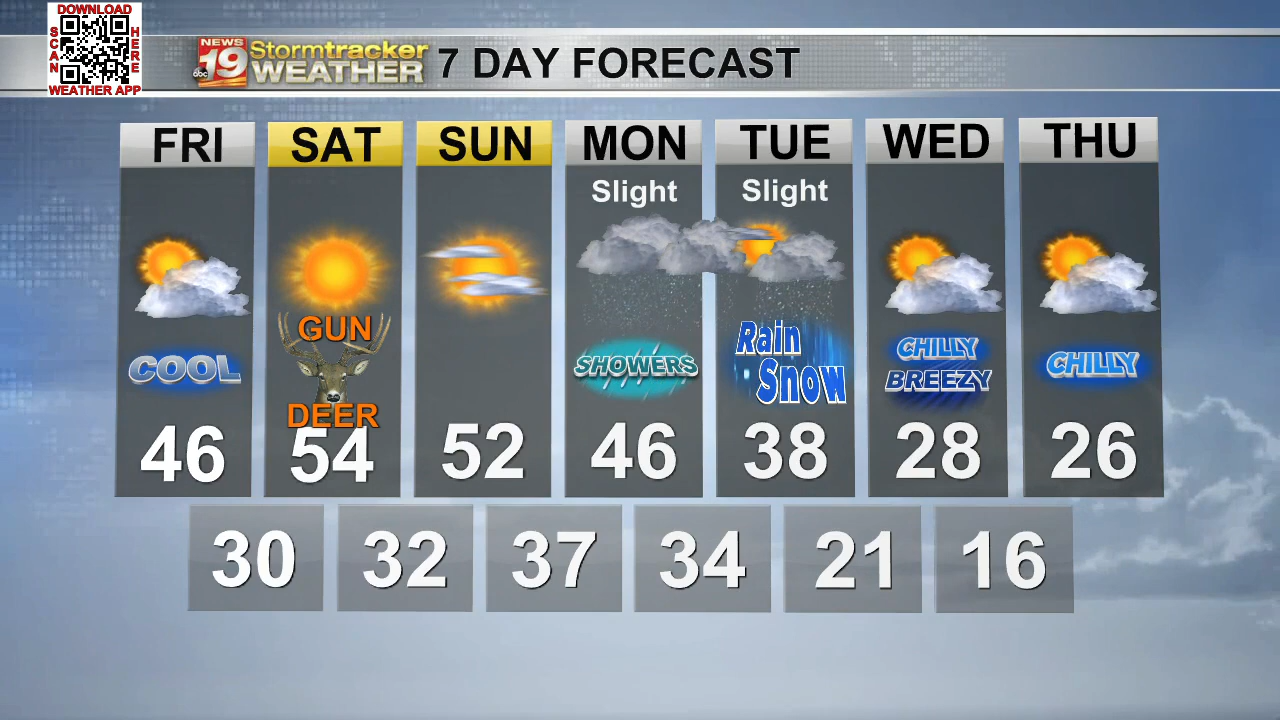 DOWNLOAD
SCAN
HERE
WEATHER APP
NEWS
abc 19
Stormtracker
WEATHER
7 DAY FORECAST
FRI SAT SUN MON TUE WED THU
Slight Slight
GUN
DEER
COOL
SHOWERS
Rain
Snow
CHILLY
BREEZY
CHILLY
46 54 52 46 38 28 26
30 32 37 34 21 16